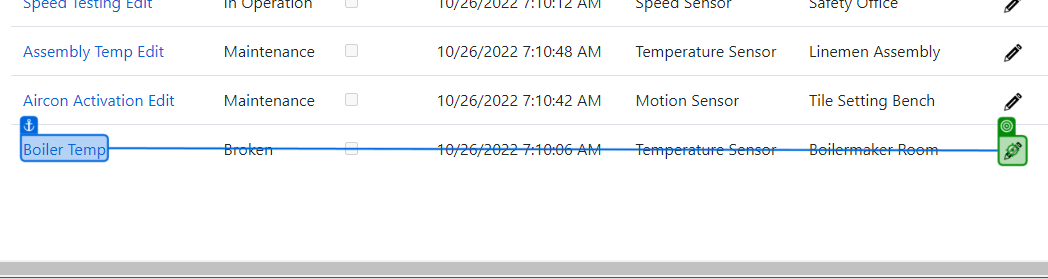 Speed Testing Edit In Operation 10/26/2022 7:10:12 AM Speed Sensor Safety Office
Assembly Temp Edit Maintenance 10/26/2022 7:10:48 AM Temperature Sensor Linemen Assembly
Aircon Activation Edit Maintenance 10/26/2022 7:10:42 AM Motion Sensor Tile Setting Bench
Boiler Temp Broken 10/26/2022 7:10:06 AM Temperature Sensor Boilermaker Room